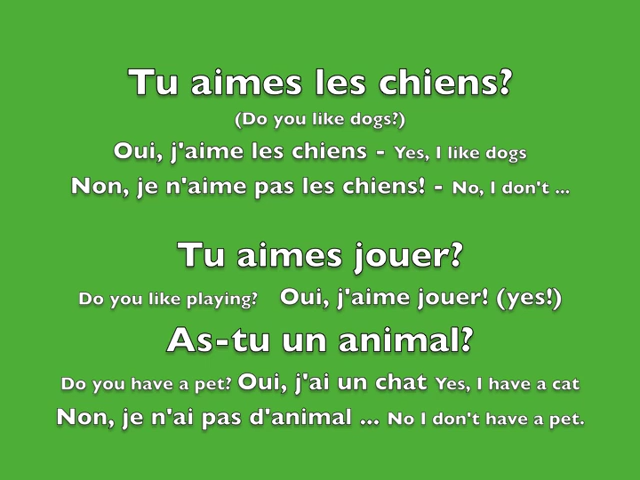 Tu aimes les chiens?
(Do you like dogs?)
Oui, j'aime les chiens - Yes, I like dogs
Non, je n'aime pas les chiens! - No, I don't ...
Tu aimes jouer?
Do you like playing? Oui, j'aime jouer! (yes!)
As-tu un animal?
Do you have a pet? Oui, j'ai un chat Yes, I have a cat
Non, je n'ai pas d'animal ... No I don't have a pet.